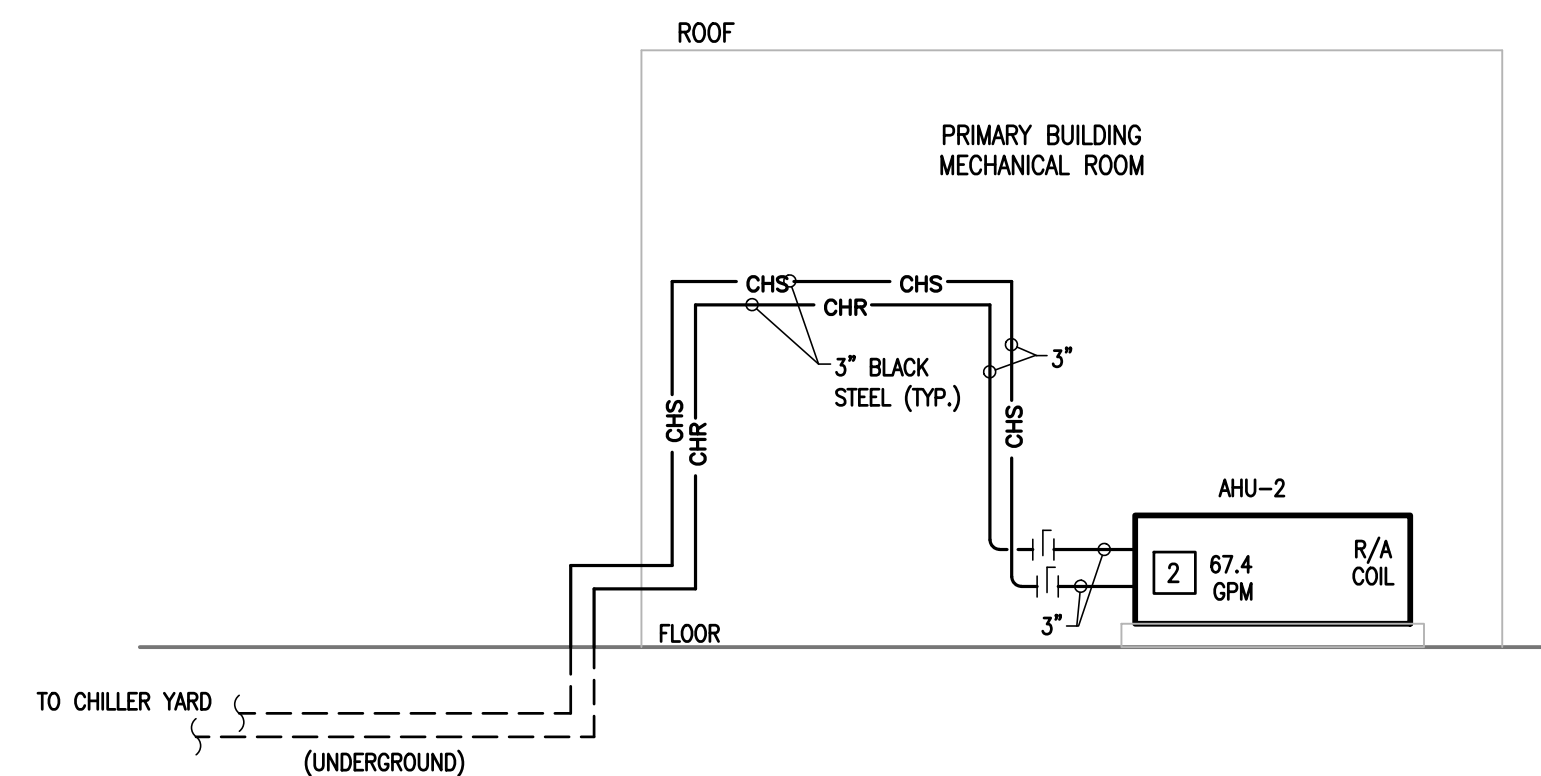 ROOF
PRIMARY BUILDING
MECHANICAL ROOM
CHS
CHS
CHR
3" BLACK
STEEL (TYP.)
3"
CHS
CHR
CHS
AHU-2
2
67.4
GPM
R/A
COIL
3"
FLOOR
TO CHILLER YARD
(UNDERGROUND)